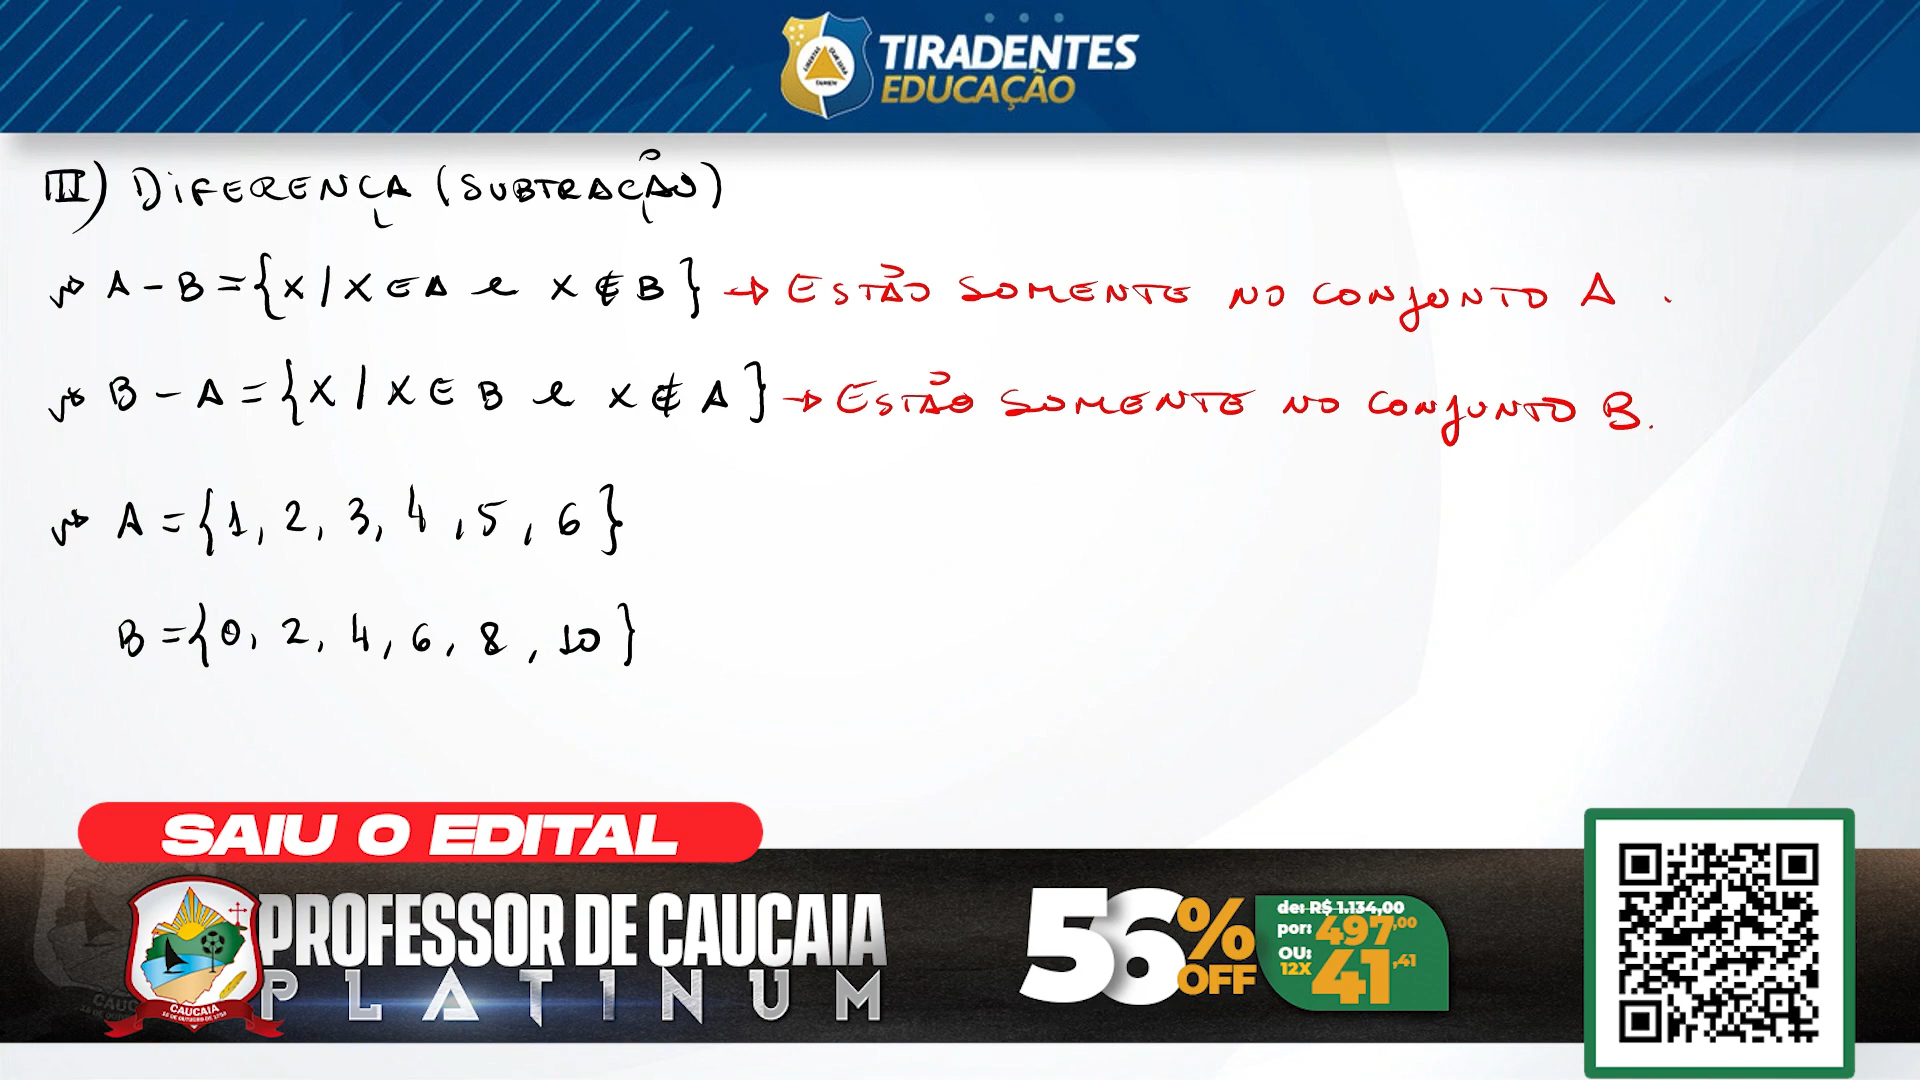 TIRADENTES
EDUCAÇÃO
III) DIFERENÇA (SUBTRAÇÃO)
A - B = {x / x ∈ A e x ∉ B} → ESTÃO SOMENTE NO CONJUNTO A.
B - A = {x / x ∈ B e x ∉ A} → ESTÃO SOMENTE NO CONJUNTO B.
A = {1, 2, 3, 4, 5, 6}
B = {0, 2, 4, 6, 8, 10}
SAIU O EDITAL
PROFESSOR DE CAUCAIA
PLATINUM
CAUCAIA
56% OFF
de: R$ 1.134,00
por: 497,00
OU: 12X 41,41